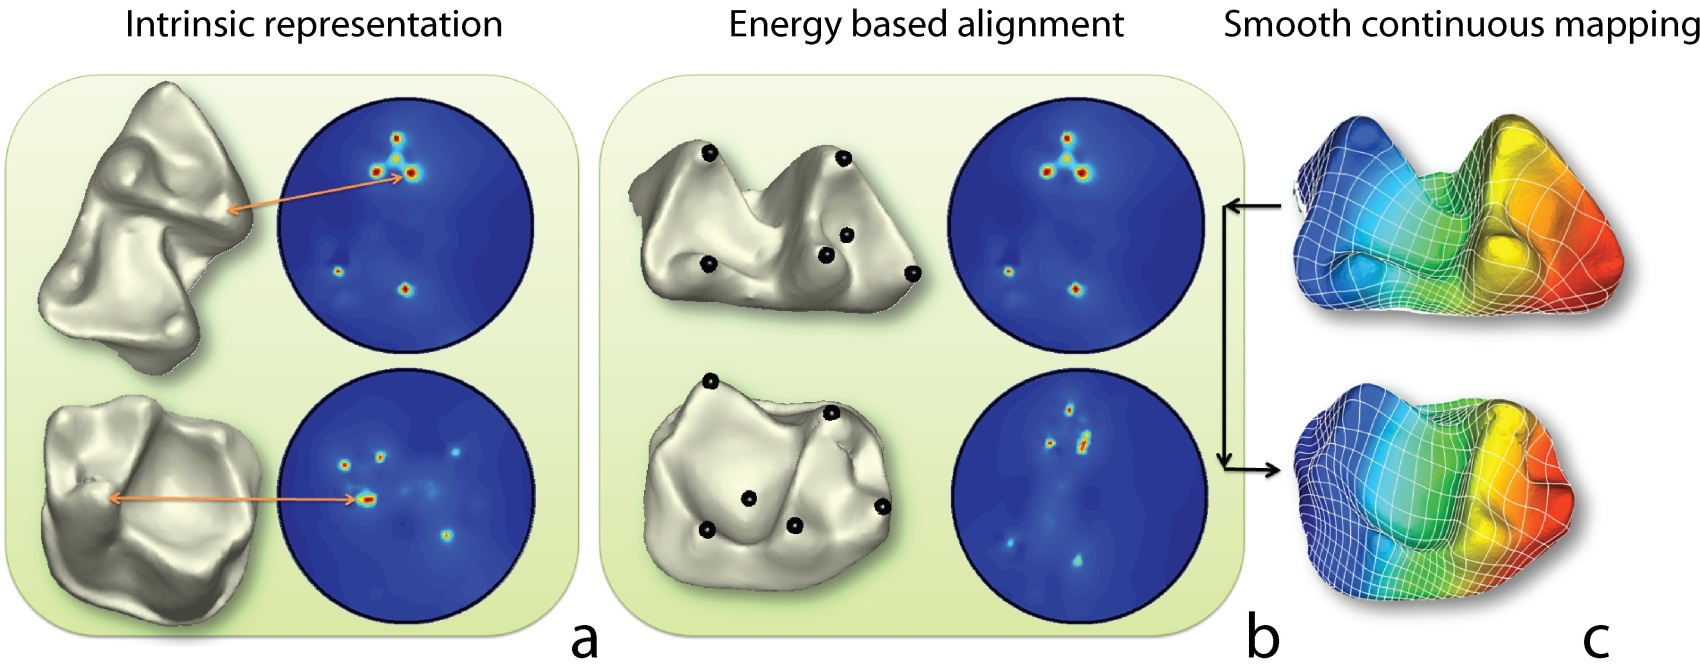 Intrinsic representation
Energy based alignment
Smooth continuous mapping
a
b
c